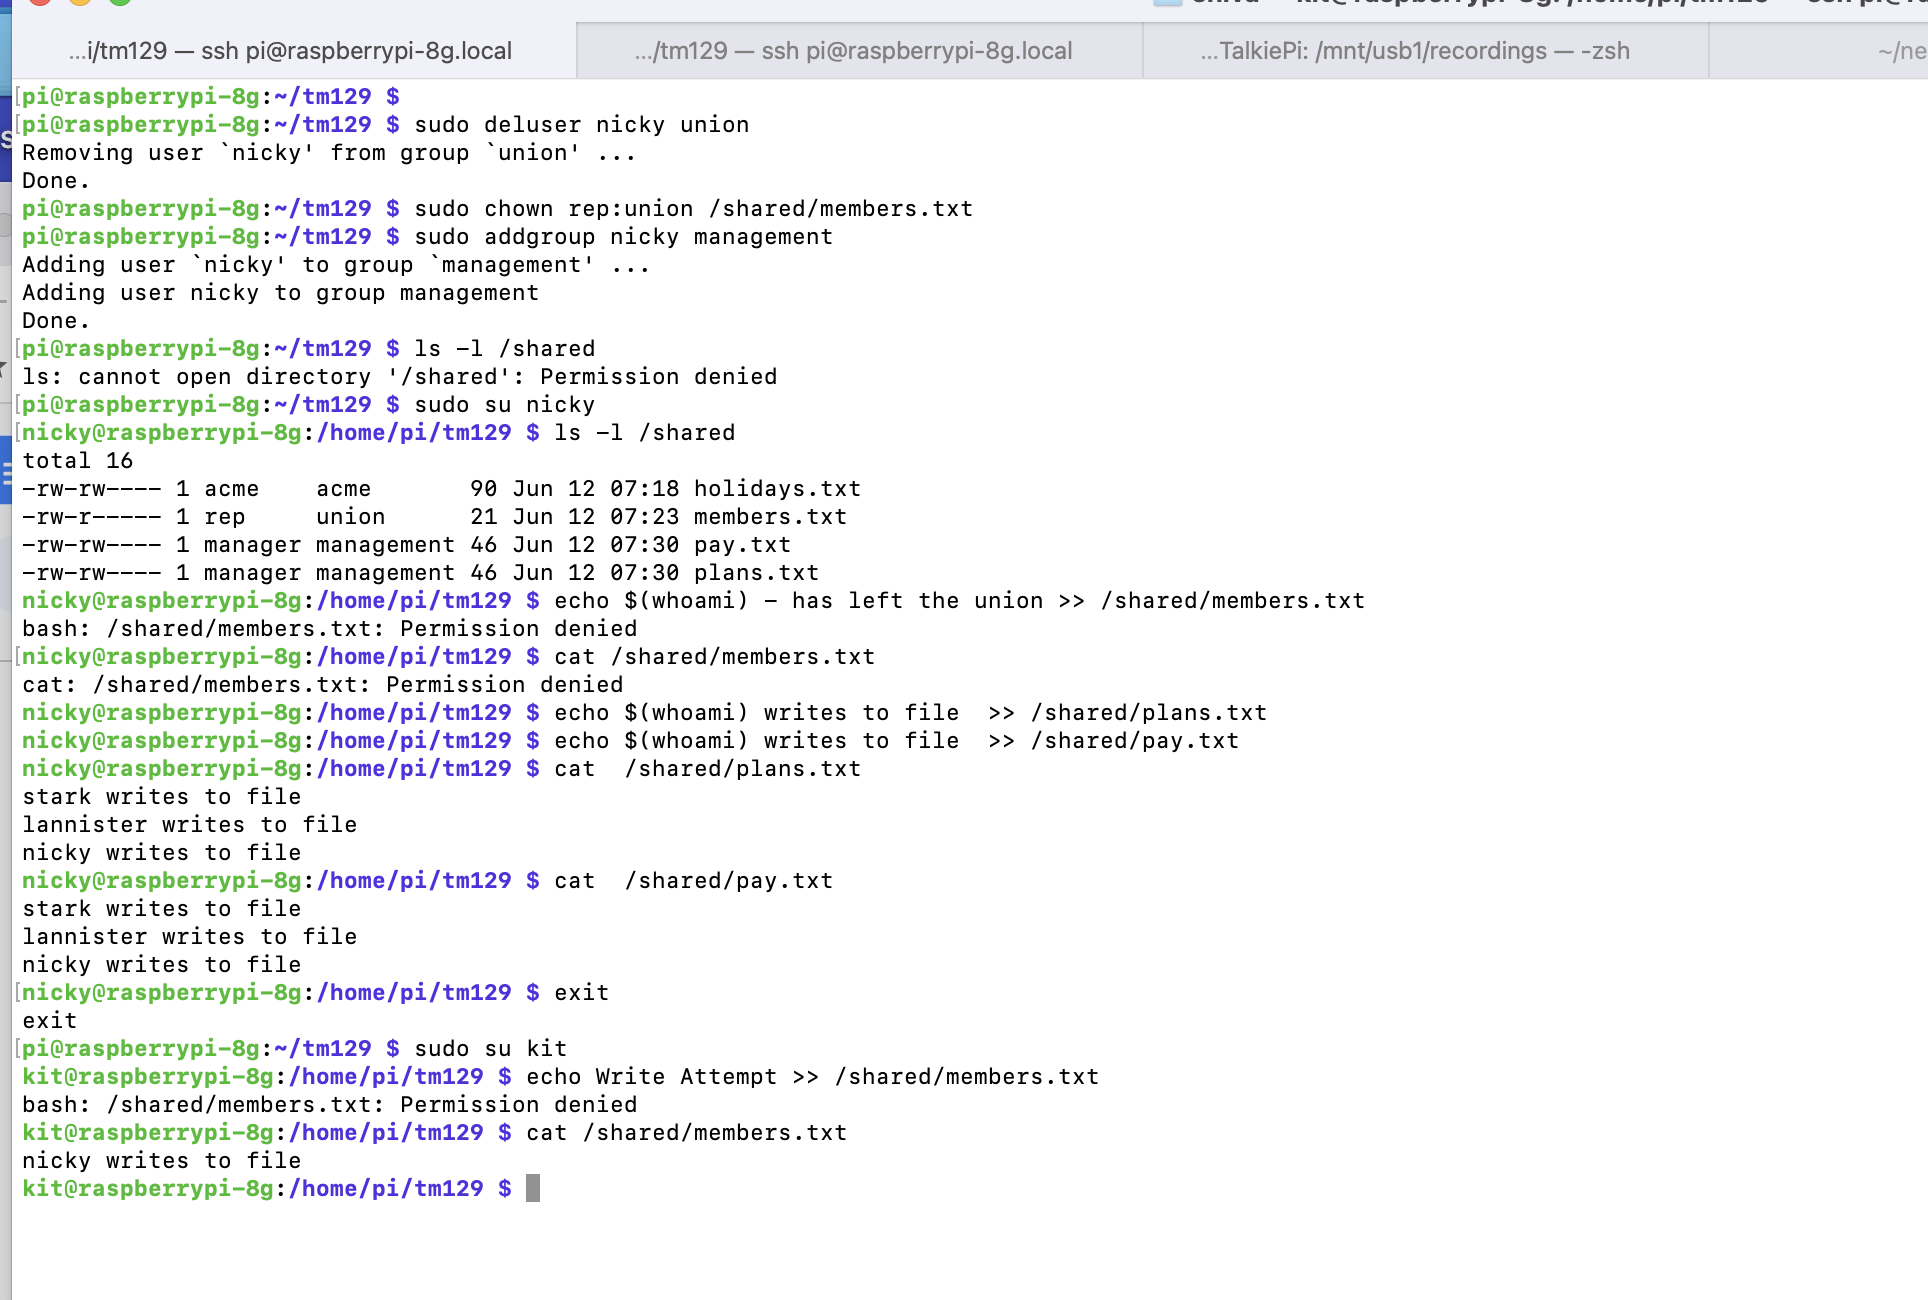 ...i/tm129 — ssh pi@raspberrypi-8g.local
.../tm129 — ssh pi@raspberrypi-8g.local
...TalkiePi: /mnt/usb1/recordings — -zsh
~/ne
pi@raspberrypi-8g:~/tm129 $
pi@raspberrypi-8g:~/tm129 $ sudo deluser nicky union
Removing user `nicky' from group `union' ...
Done.
pi@raspberrypi-8g:~/tm129 $ sudo chown rep:union /shared/members.txt
pi@raspberrypi-8g:~/tm129 $ sudo addgroup nicky management
Adding user `nicky' to group `management' ...
Adding user nicky to group management
Done.
pi@raspberrypi-8g:~/tm129 $ ls -l /shared
ls: cannot open directory '/shared': Permission denied
pi@raspberrypi-8g:~/tm129 $ sudo su nicky
nicky@raspberrypi-8g:/home/pi/tm129 $ ls -l /shared
total 16
-rw-rw---- 1 acme    acme       90 Jun 12 07:18 holidays.txt
-rw-r----- 1 rep     union      21 Jun 12 07:23 members.txt
-rw-rw---- 1 manager management 46 Jun 12 07:30 pay.txt
-rw-rw---- 1 manager management 46 Jun 12 07:30 plans.txt
nicky@raspberrypi-8g:/home/pi/tm129 $ echo $(whoami) - has left the union >> /shared/members.txt
bash: /shared/members.txt: Permission denied
nicky@raspberrypi-8g:/home/pi/tm129 $ cat /shared/members.txt
cat: /shared/members.txt: Permission denied
nicky@raspberrypi-8g:/home/pi/tm129 $ echo $(whoami) writes to file  >> /shared/plans.txt
nicky@raspberrypi-8g:/home/pi/tm129 $ echo $(whoami) writes to file  >> /shared/pay.txt
nicky@raspberrypi-8g:/home/pi/tm129 $ cat  /shared/plans.txt
stark writes to file
lannister writes to file
nicky writes to file
nicky@raspberrypi-8g:/home/pi/tm129 $ cat  /shared/pay.txt
stark writes to file
lannister writes to file
nicky writes to file
nicky@raspberrypi-8g:/home/pi/tm129 $ exit
exit
pi@raspberrypi-8g:~/tm129 $ sudo su kit
kit@raspberrypi-8g:/home/pi/tm129 $ echo Write Attempt >> /shared/members.txt
bash: /shared/members.txt: Permission denied
kit@raspberrypi-8g:/home/pi/tm129 $ cat /shared/members.txt
nicky writes to file
kit@raspberrypi-8g:/home/pi/tm129 $